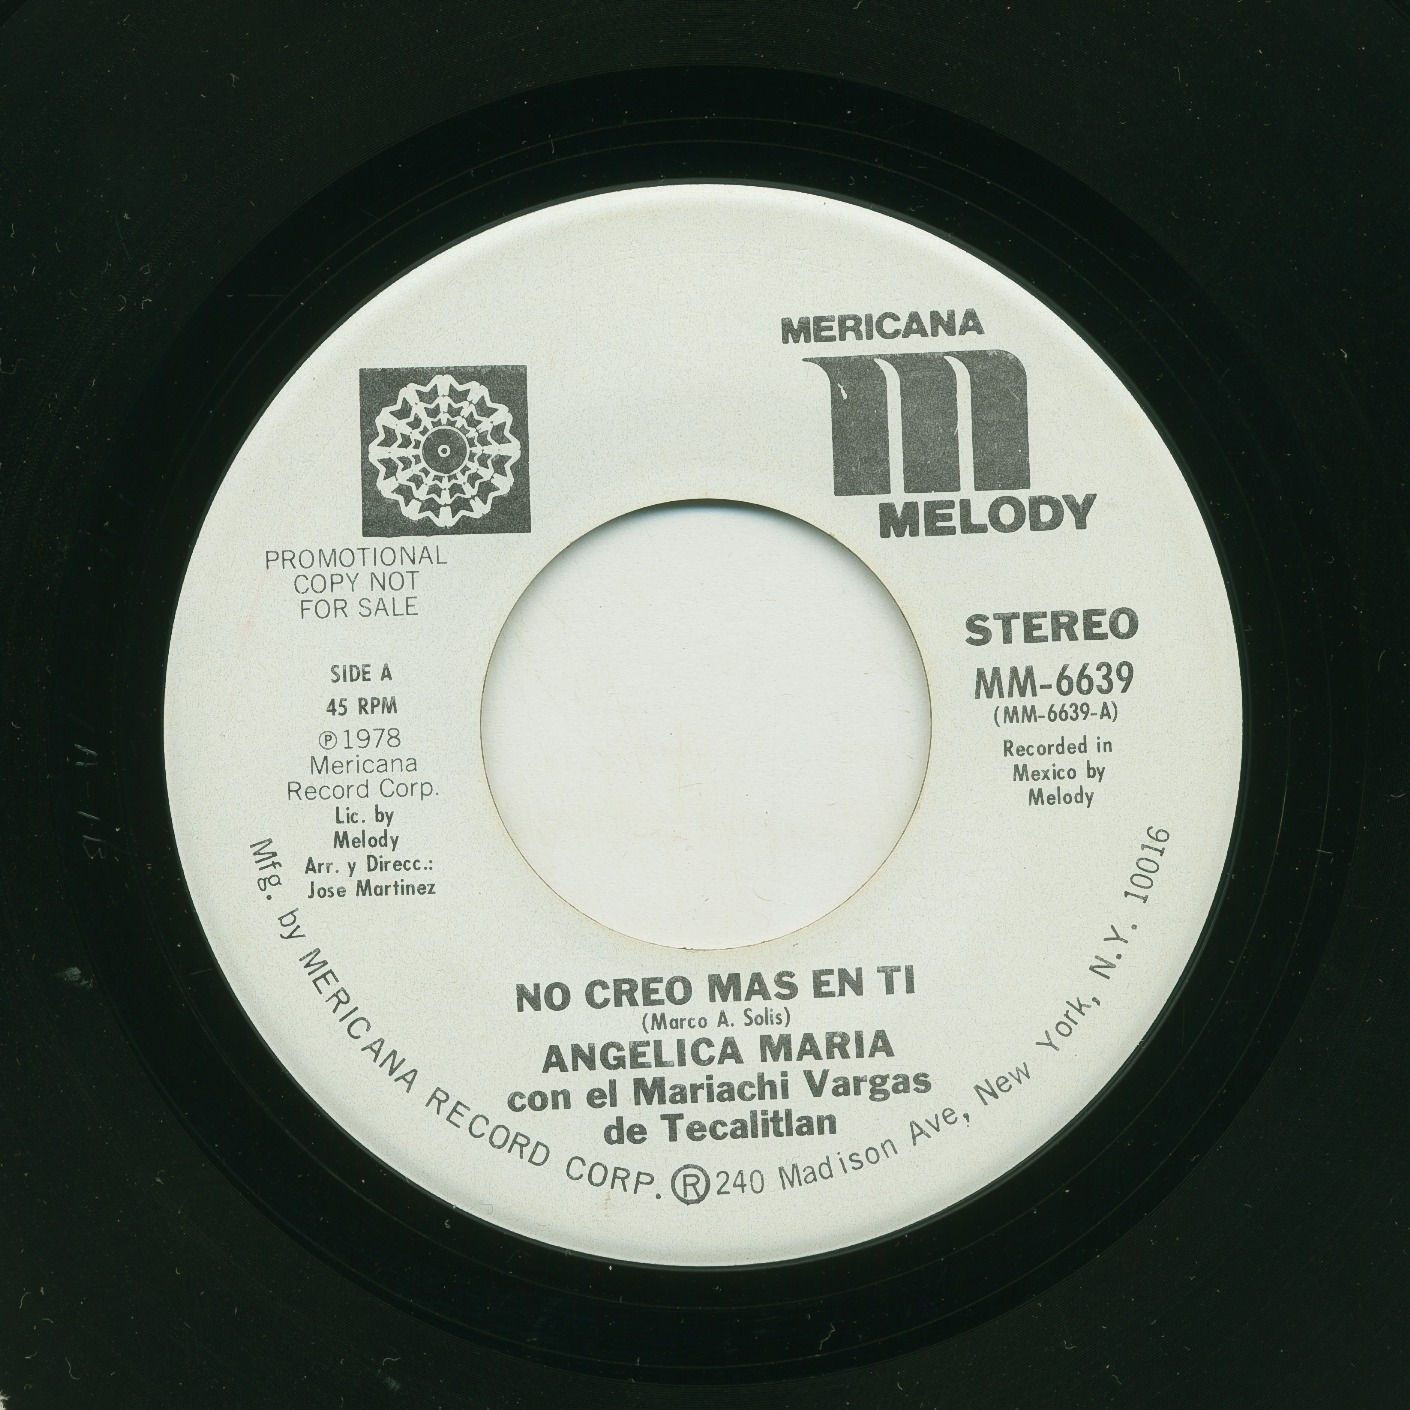 MERICANA
MELODY
PROMOTIONAL
COPY NOT
FOR SALE
SIDE A
45 RPM
℗1978
Mericana
Record Corp.
Lic. by
Melody
Arr. y Direcc.:
Jose Martinez
STEREO
MM-6639
(MM-6639-A)
Recorded in
Mexico by
Melody
NO CREO MAS EN TI
(Marco A. Solis)
ANGELICA MARIA
con el Mariachi Vargas
de Tecalitlan
Mfg. by MERICANA RECORD CORP. ® 240 Madison Ave, New York, N.Y. 10016